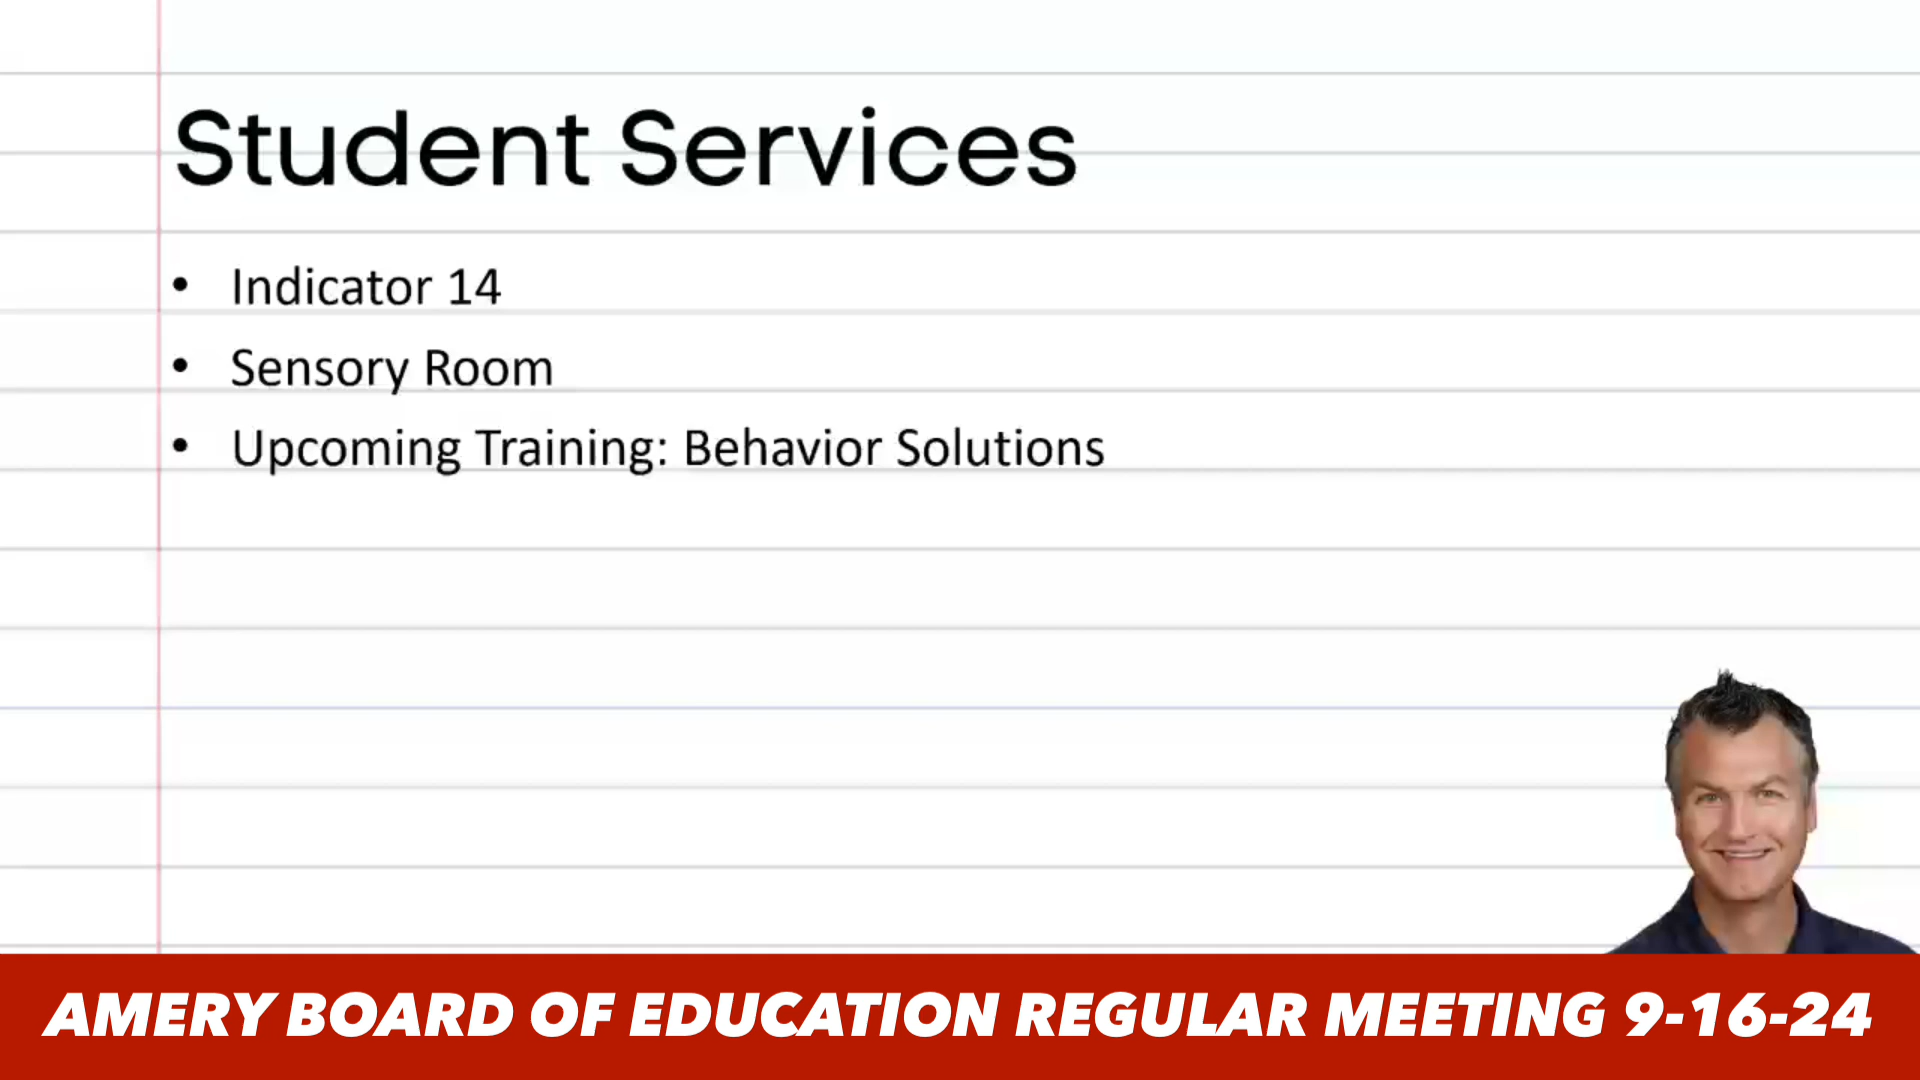 Student Services
• Indicator 14
• Sensory Room
• Upcoming Training: Behavior Solutions
AMERY BOARD OF EDUCATION REGULAR MEETING 9-16-24